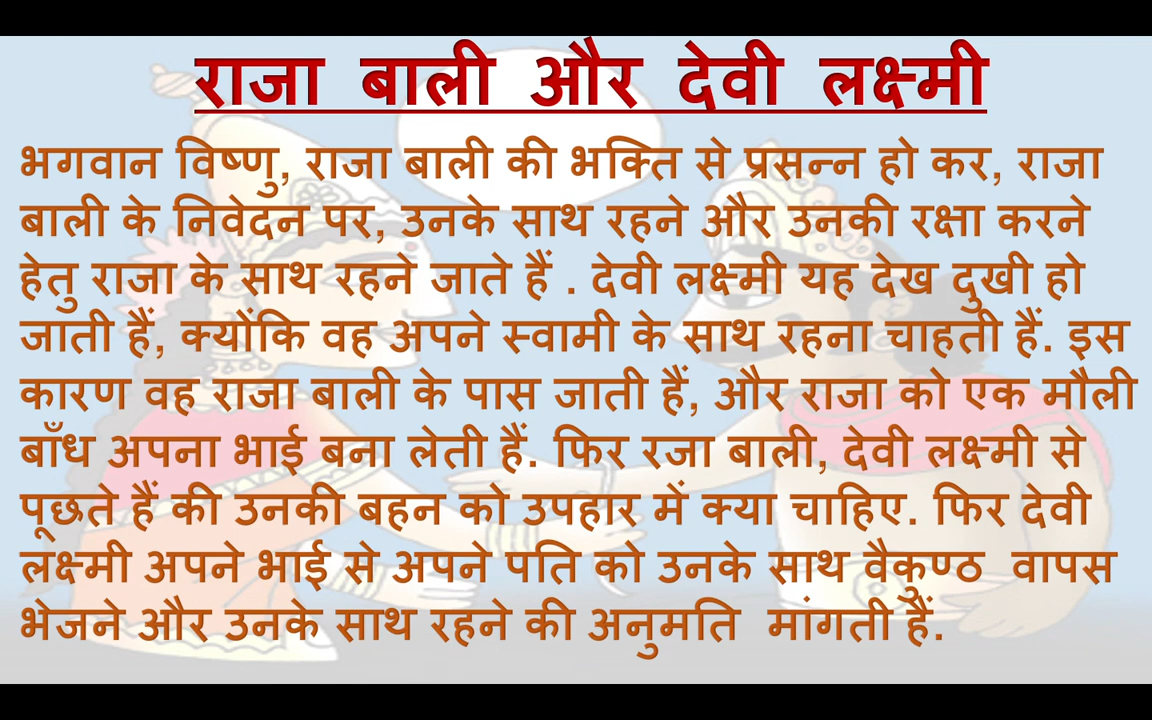 राजा बाली और देवी लक्ष्मी
भगवान विष्णु, राजा बाली की भक्ति से प्रसन्न हो कर, राजा
बाली के निवेदन पर, उनके साथ रहने और उनकी रक्षा करने
हेतु राजा के साथ रहने जाते हैं . देवी लक्ष्मी यह देख दुखी हो
जाती हैं, क्योंकि वह अपने स्वामी के साथ रहना चाहती हैं. इस
कारण वह राजा बाली के पास जाती हैं, और राजा को एक मौली
बाँध अपना भाई बना लेती हैं. फिर रजा बाली, देवी लक्ष्मी से
पूछते हैं की उनकी बहन को उपहार में क्या चाहिए. फिर देवी
लक्ष्मी अपने भाई से अपने पति को उनके साथ वैकुण्ठ वापस
भेजने और उनके साथ रहने की अनुमति मांगती हैं.